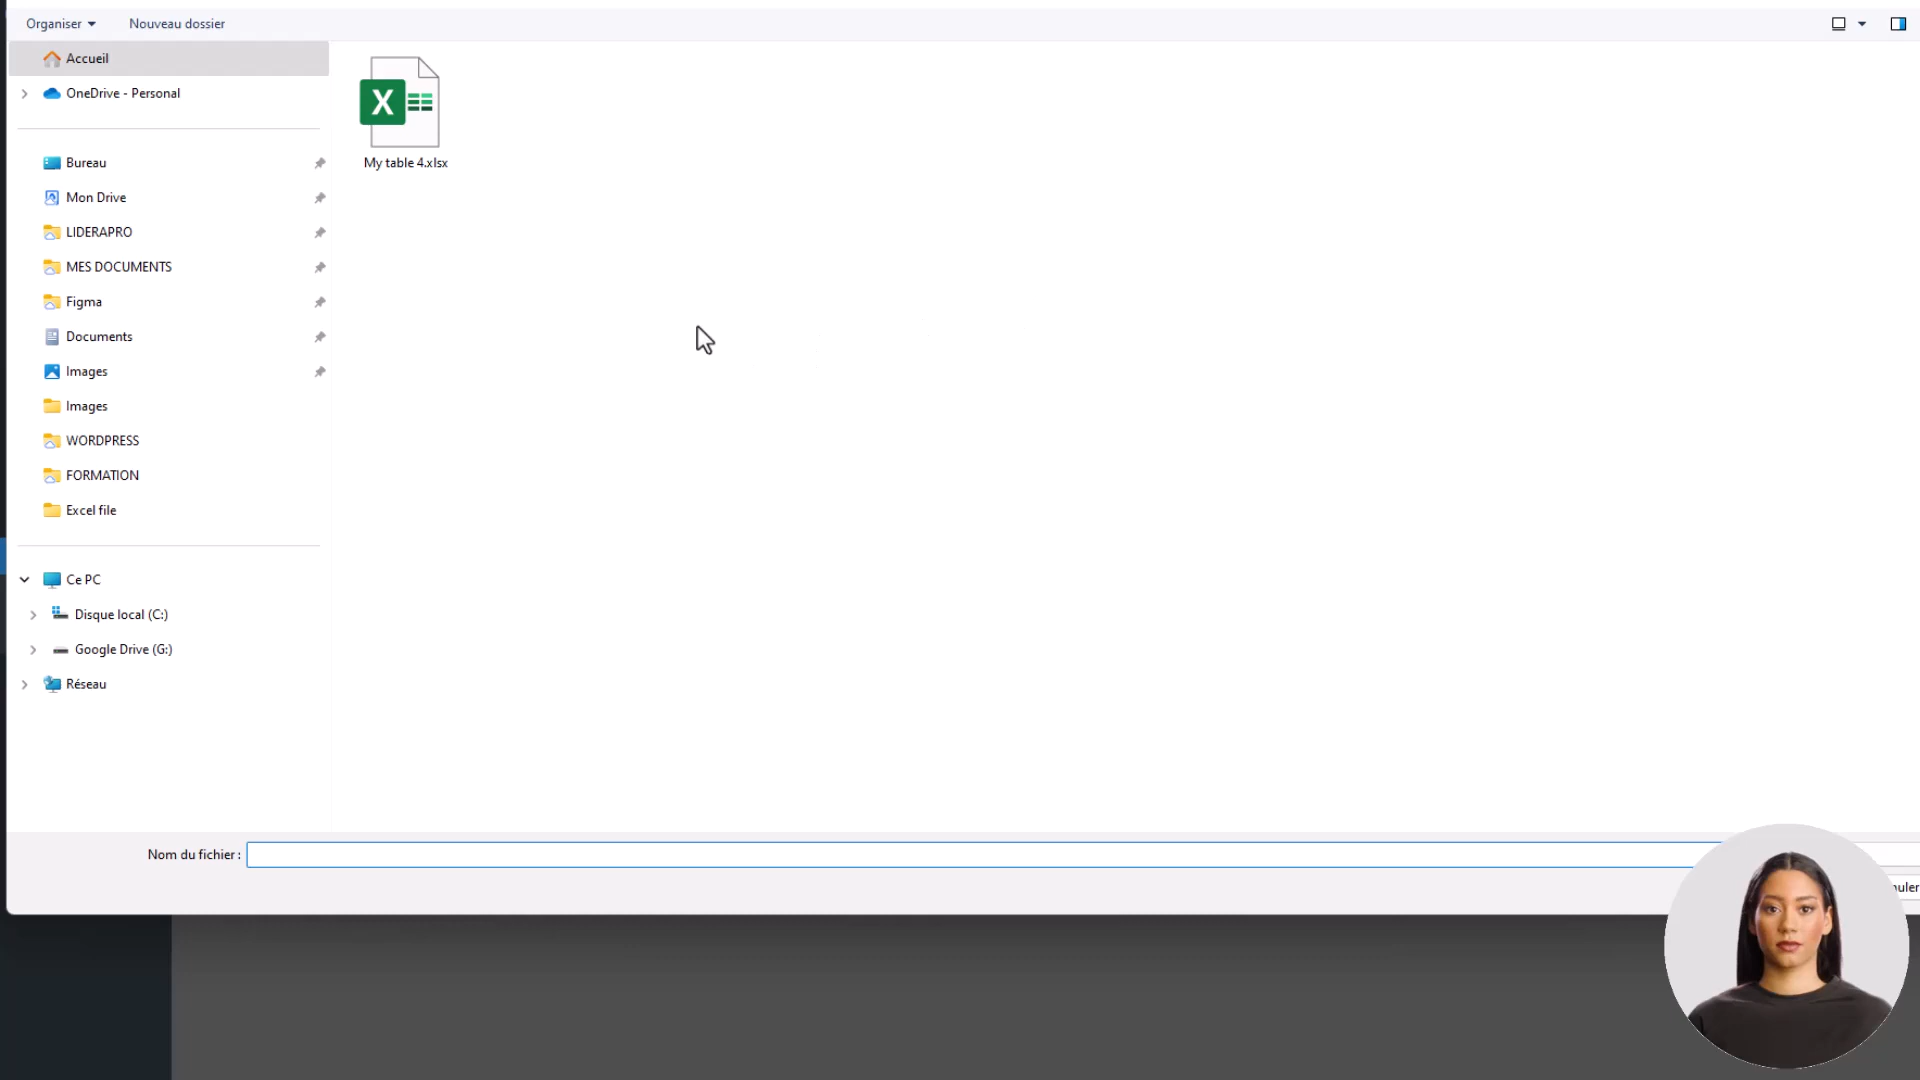 Organiser
Nouveau dossier
Accueil
OneDrive - Personal
Bureau
Mon Drive
LIDERAPRO
MES DOCUMENTS
Figma
Documents
Images
Images
WORDPRESS
FORMATION
Excel file
Ce PC
Disque local (C:)
Google Drive (G:)
Réseau
X
My table 4.xlsx
Nom du fichier :
nuler